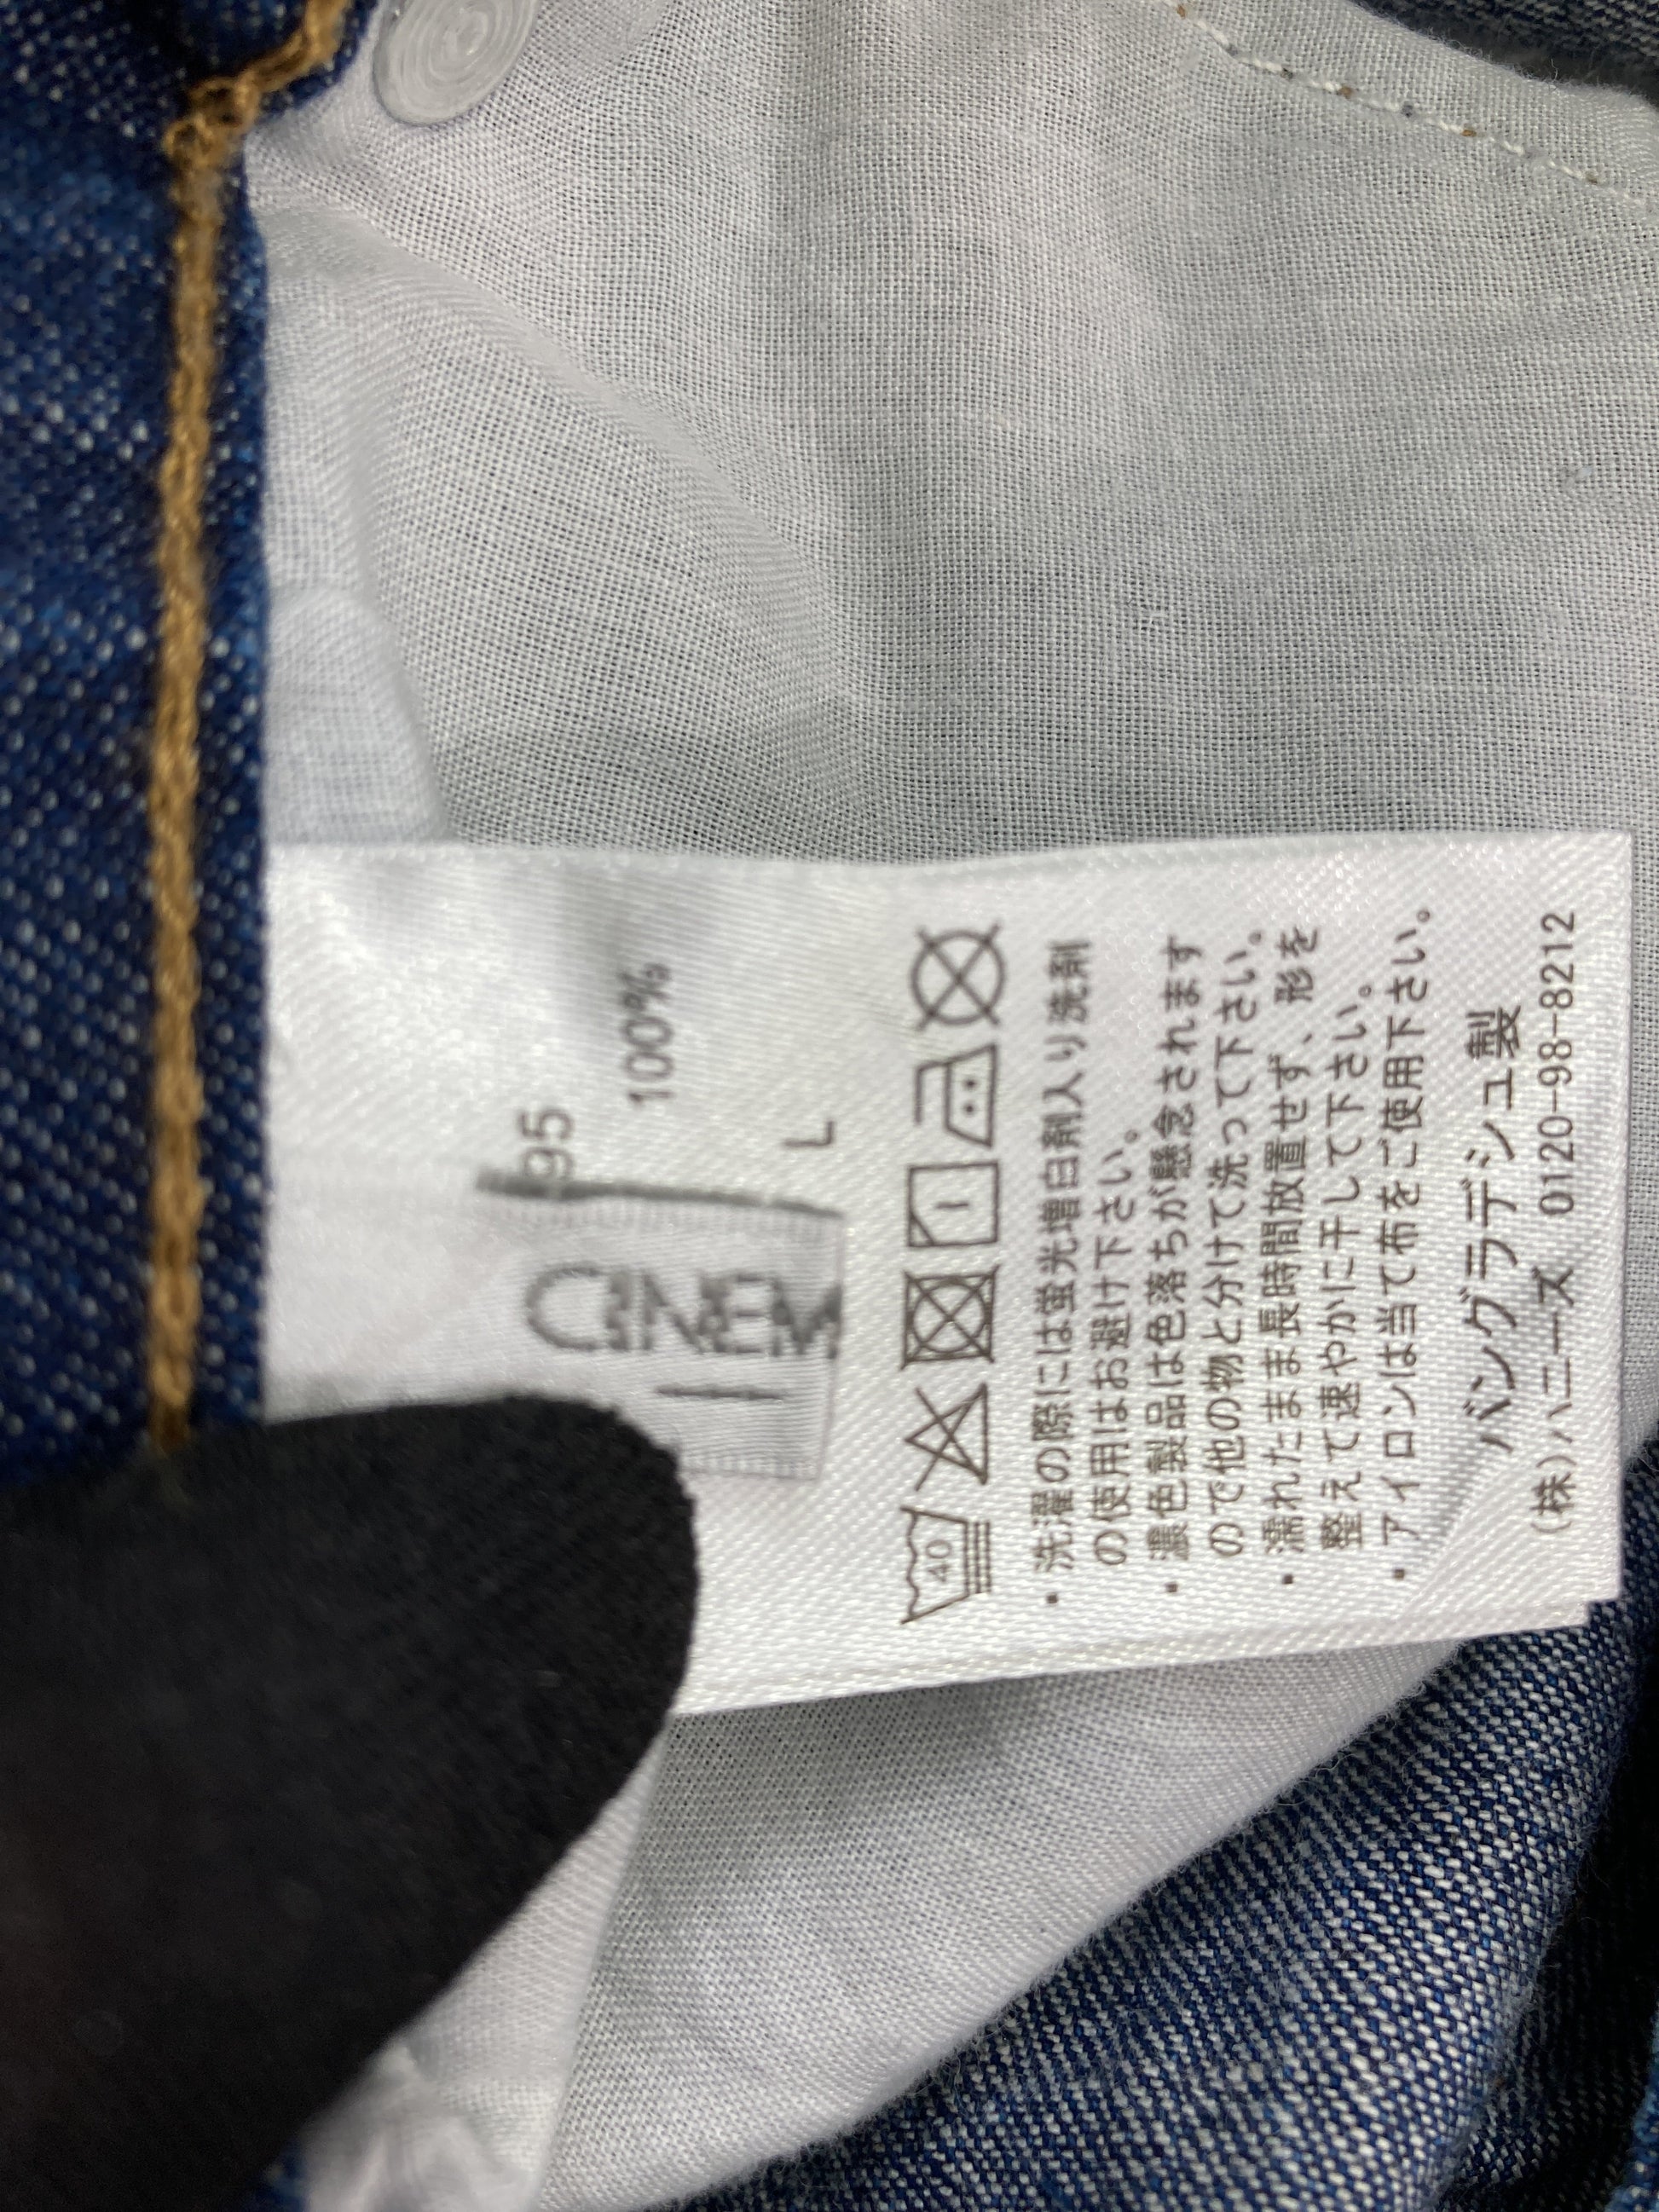 95
100%
L
CINEM
40
・洗濯の際には蛍光増白剤入り洗剤
の使用はお避け下さい。
・濃色製品は色落ちが懸念されます
ので他の物と分けて洗って下さい。
・濡れたまま長時間放置せず、形を
整えて速やかに干して下さい。
・アイロンは当て布をご使用下さい。
バングラデシュ製
(株)ハニーズ 0120-98-8212